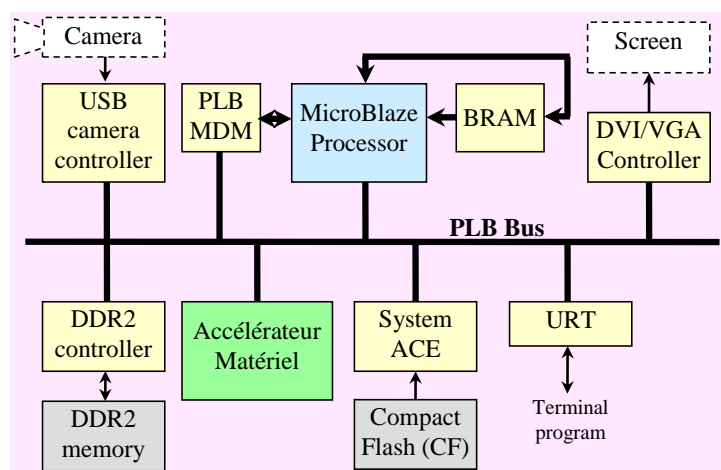 Camera
Screen
USB
camera
controller
PLB
MDM
MicroBlaze
Processor
BRAM
DVI/VGA
Controller
PLB Bus
DDR2
controller
Accélérateur
Matériel
System
ACE
URT
DDR2
memory
Compact
Flash (CF)
Terminal
program